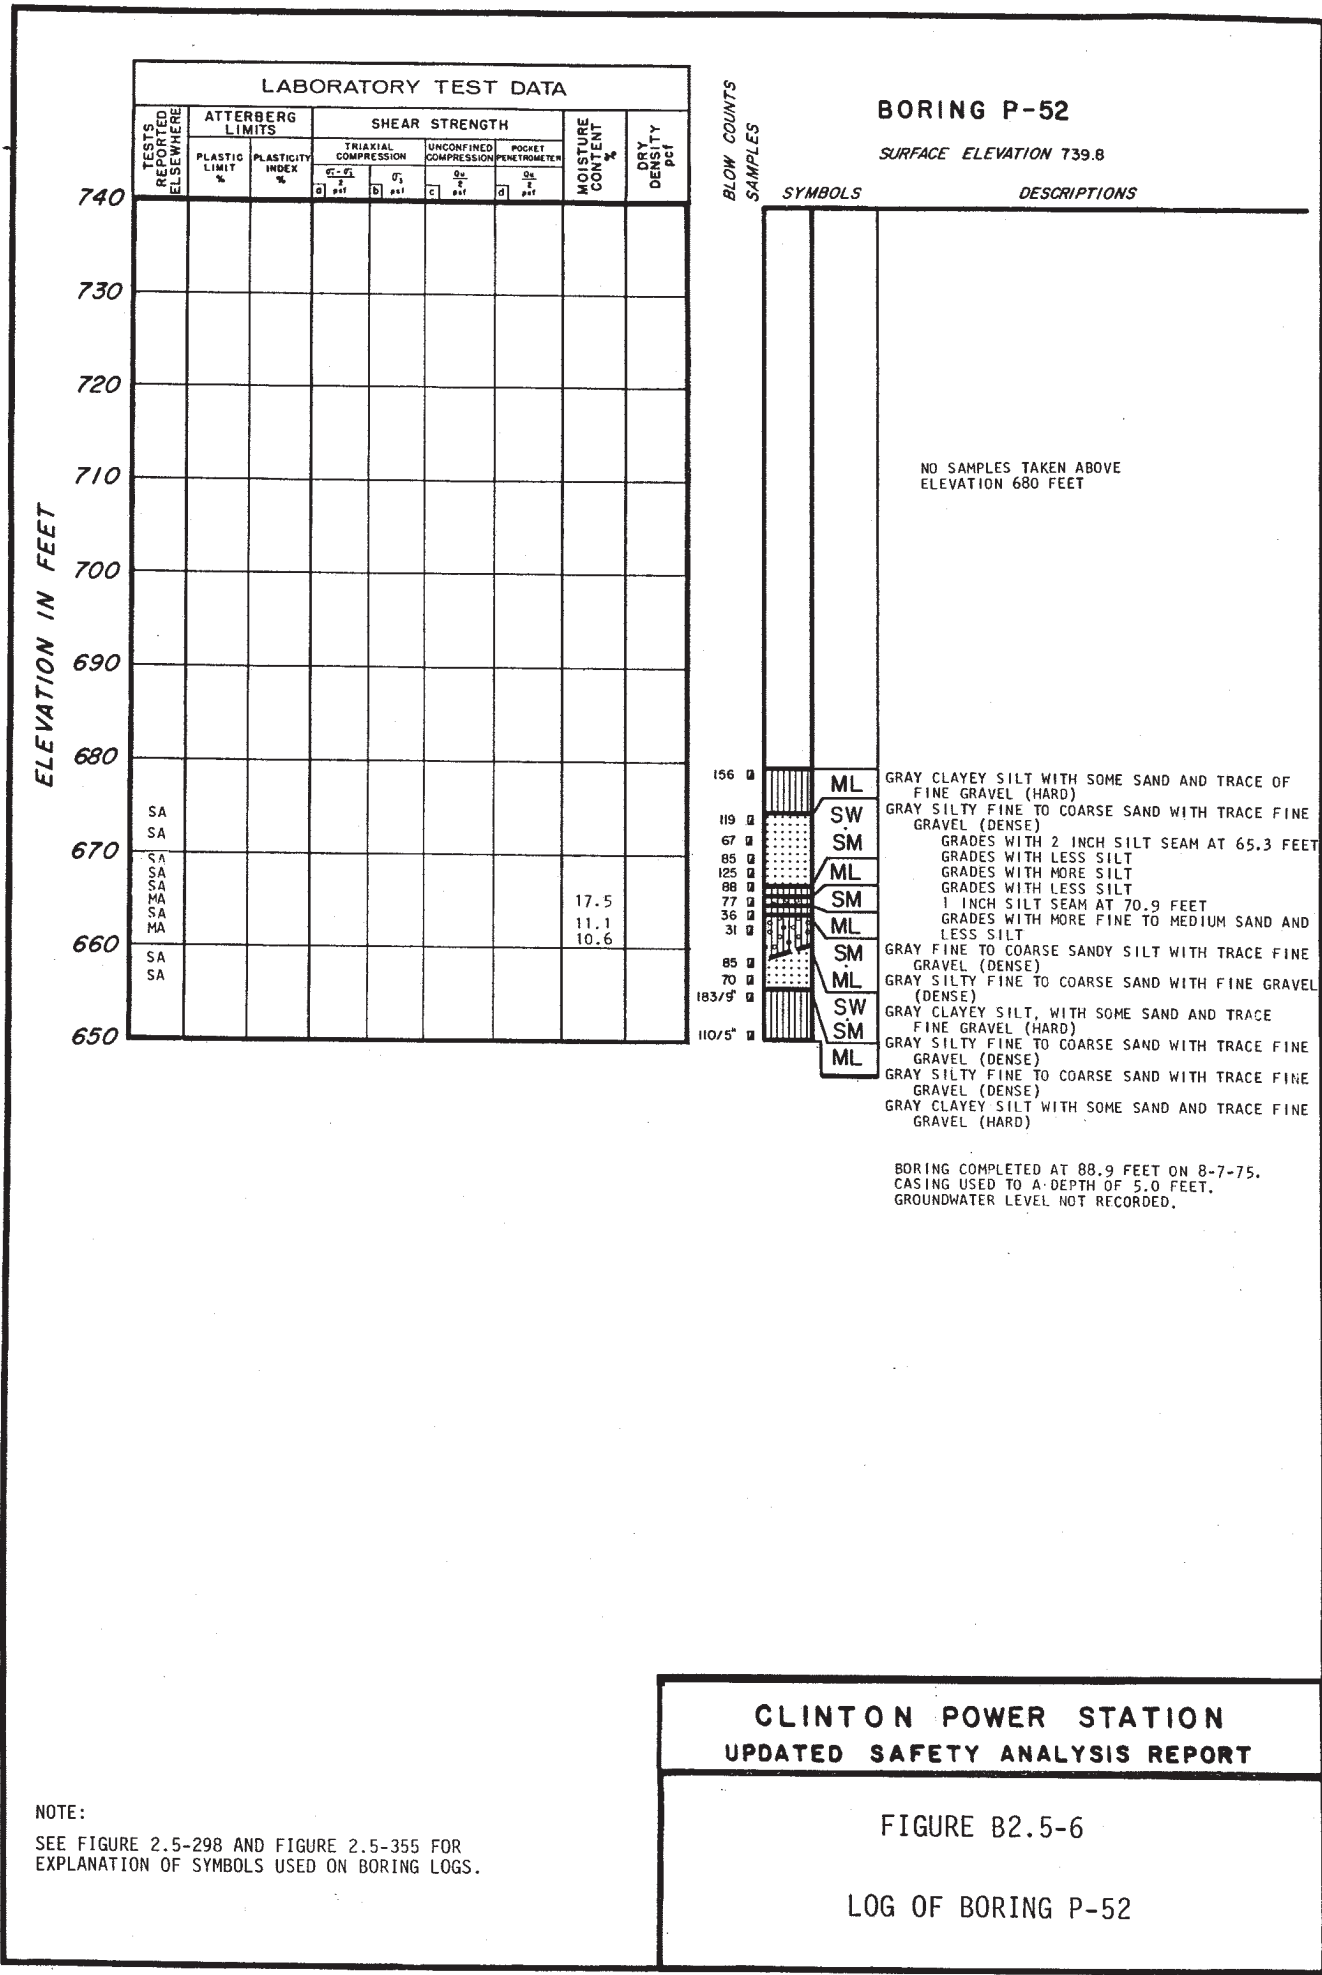 LABORATORY TEST DATA
TESTS REPORTED ELSEWHERE
ATTERBERG LIMITS
SHEAR STRENGTH
MOISTURE CONTENT %
DRY DENSITY pcf
PLASTIC LIMIT %
PLASTICITY INDEX %
TRIAXIAL COMPRESSION
UNCONFINED COMPRESSION
POCKET PENETROMETER
a psf
b psf
c psf
d psf
BLOW COUNTS
SAMPLES
BORING P-52
SURFACE ELEVATION 739.8
SYMBOLS
DESCRIPTIONS
ELEVATION IN FEET
740
730
720
710
700
690
680
670
660
650
SA
SA
SA
SA
SA
MA
SA
MA
SA
SA
17.5
11.1
10.6
156
119
67
85
125
88
77
36
31
85
70
183/9"
110/5"
ML
SW
SM
ML
SM
ML
SM
ML
SW
SM
ML
NO SAMPLES TAKEN ABOVE
ELEVATION 680 FEET
GRAY CLAYEY SILT WITH SOME SAND AND TRACE OF
FINE GRAVEL (HARD)
GRAY SILTY FINE TO COARSE SAND WITH TRACE FINE
GRAVEL (DENSE)
GRADES WITH 2 INCH SILT SEAM AT 65.3 FEET
GRADES WITH LESS SILT
GRADES WITH MORE SILT
GRADES WITH LESS SILT
1 INCH SILT SEAM AT 70.9 FEET
GRADES WITH MORE FINE TO MEDIUM SAND AND
LESS SILT
GRAY FINE TO COARSE SANDY SILT WITH TRACE FINE
GRAVEL (DENSE)
GRAY SILTY FINE TO COARSE SAND WITH FINE GRAVEL
(DENSE)
GRAY CLAYEY SILT, WITH SOME SAND AND TRACE
FINE GRAVEL (HARD)
GRAY SILTY FINE TO COARSE SAND WITH TRACE FINE
GRAVEL (DENSE)
GRAY SILTY FINE TO COARSE SAND WITH TRACE FINE
GRAVEL (DENSE)
GRAY CLAYEY SILT WITH SOME SAND AND TRACE FINE
GRAVEL (HARD)
BORING COMPLETED AT 88.9 FEET ON 8-7-75.
CASING USED TO A DEPTH OF 5.0 FEET.
GROUNDWATER LEVEL NOT RECORDED.
NOTE:
SEE FIGURE 2.5-298 AND FIGURE 2.5-355 FOR
EXPLANATION OF SYMBOLS USED ON BORING LOGS.
CLINTON POWER STATION
UPDATED SAFETY ANALYSIS REPORT
FIGURE B2.5-6
LOG OF BORING P-52